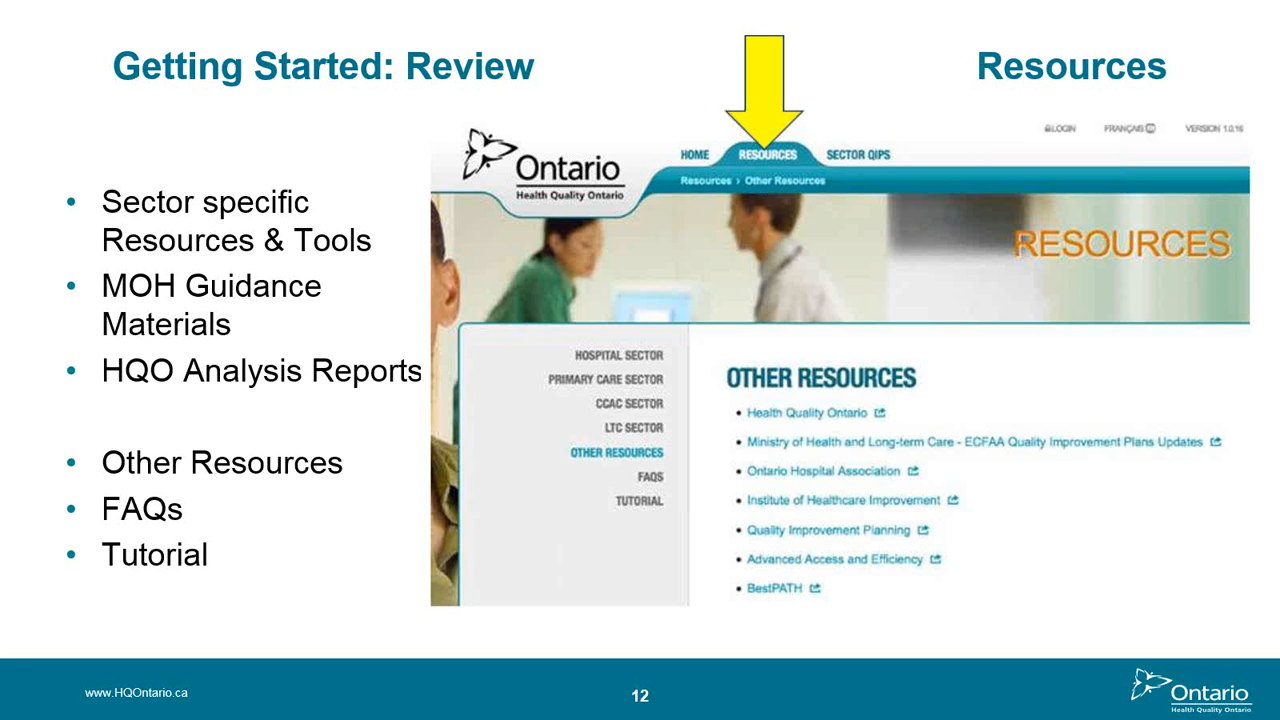 Getting Started: Review Resources
• Sector specific
Resources & Tools
• MOH Guidance
Materials
• HQO Analysis Reports
• Other Resources
• FAQs
• Tutorial
LOGIN FRANÇAIS VERSION 1.0.16
Ontario
Health Quality Ontario
HOME RESOURCES SECTOR QIPS
Resources › Other Resources
RESOURCES
HOSPITAL SECTOR
PRIMARY CARE SECTOR
CCAC SECTOR
LTC SECTOR
OTHER RESOURCES
FAQS
TUTORIAL
OTHER RESOURCES
• Health Quality Ontario
• Ministry of Health and Long-term Care - ECFAA Quality Improvement Plans Updates
• Ontario Hospital Association
• Institute of Healthcare Improvement
• Quality Improvement Planning
• Advanced Access and Efficiency
• BestPATH
www.HQOntario.ca
12
Ontario
Health Quality Ontario